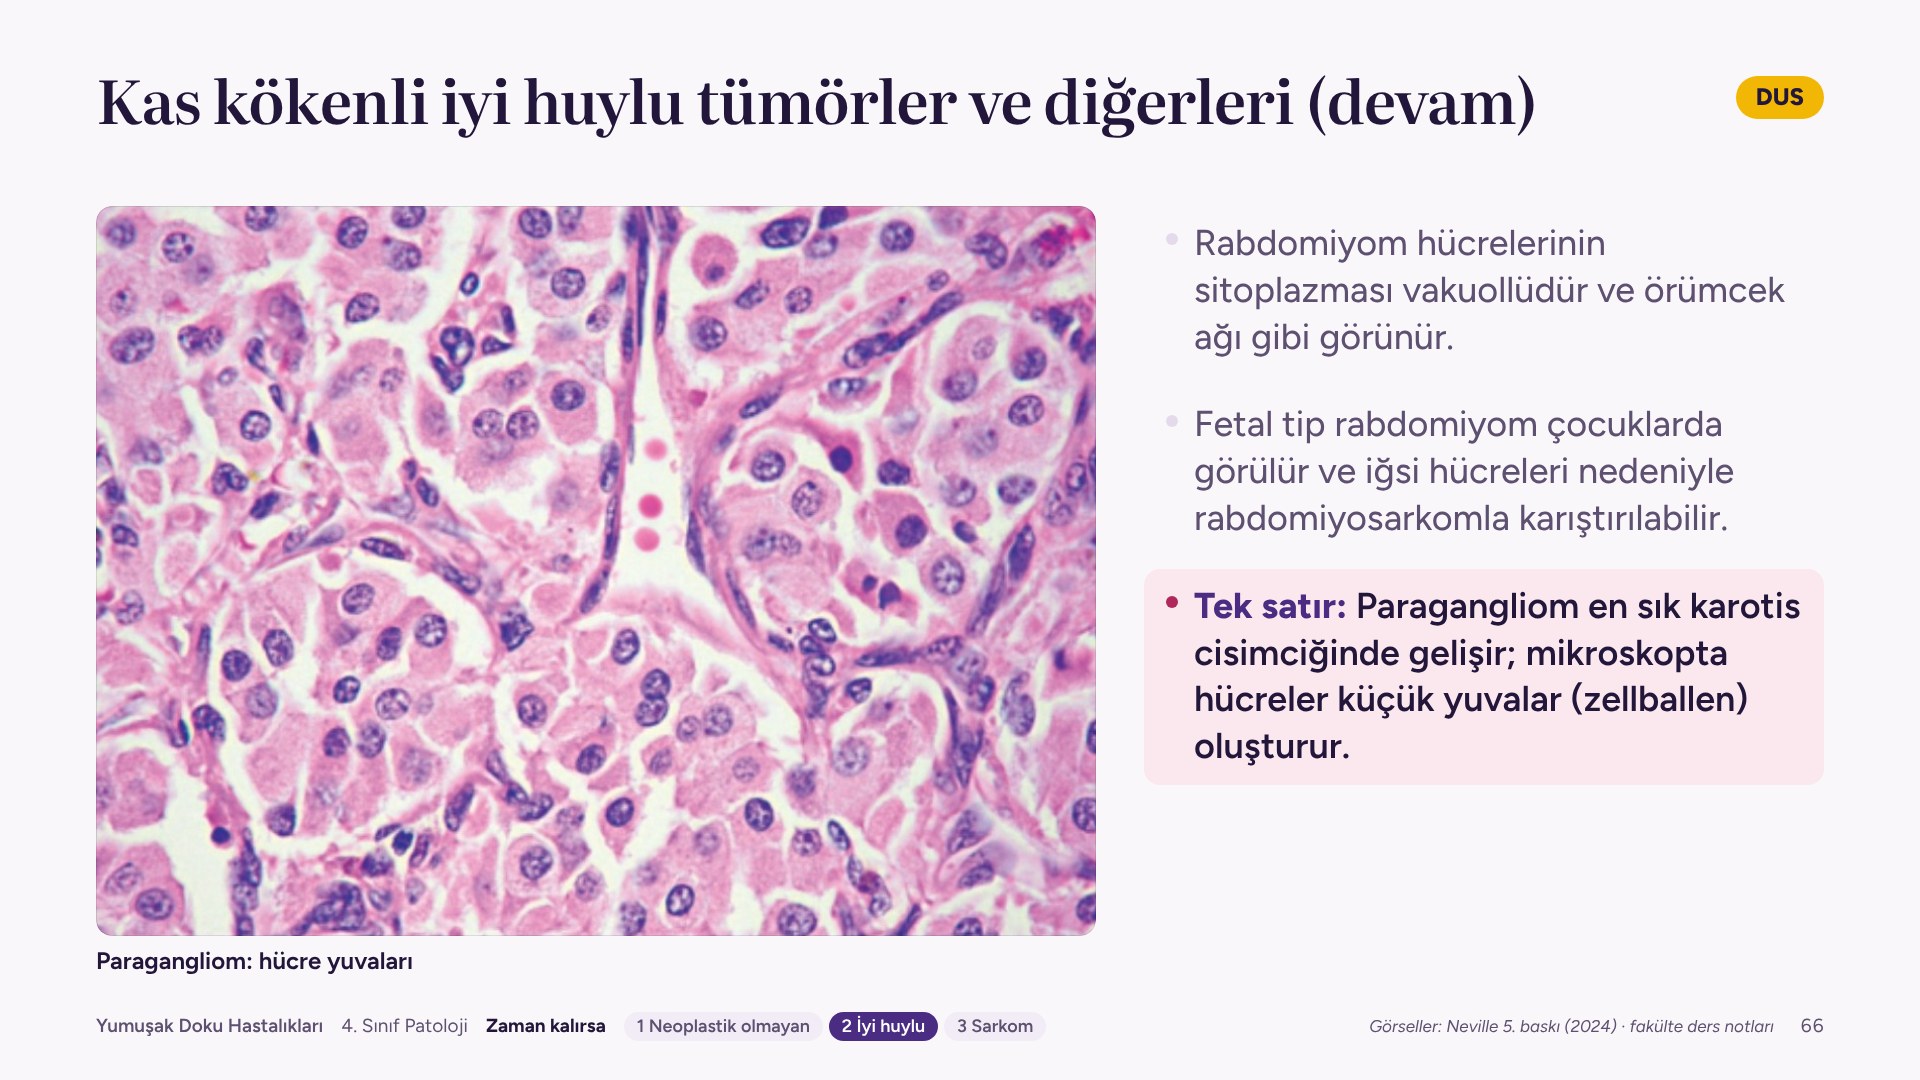 Kas kökenli iyi huylu tümörler ve diğerleri (devam)
DUS
Rabdomiyom hücrelerinin
sitoplazması vakuollüdür ve örümcek
ağı gibi görünür.
Fetal tip rabdomiyom çocuklarda
görülür ve iğsi hücreleri nedeniyle
rabdomiyosarkomla karıştırılabilir.
Tek satır: Paragangliom en sık karotis
cisimciğinde gelişir; mikroskopta
hücreler küçük yuvalar (zellballen)
oluşturur.
Paragangliom: hücre yuvaları
Yumuşak Doku Hastalıkları 4. Sınıf Patoloji Zaman kalırsa 1 Neoplastik olmayan 2 İyi huylu 3 Sarkom
Görseller: Neville 5. baskı (2024) · fakülte ders notları 66